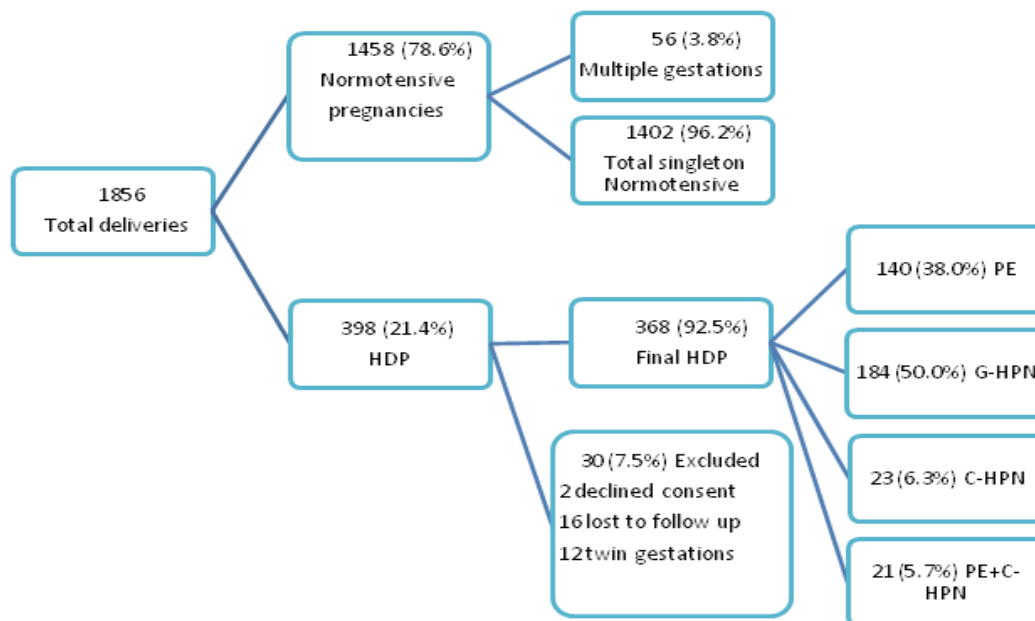 1856
Total deliveries
1458 (78.6%)
Normotensive
pregnancies
56 (3.8%)
Multiple gestations
1402 (96.2%)
Total singleton
Normotensive
398 (21.4%)
HDP
368 (92.5%)
Final HDP
30 (7.5%) Excluded
2 declined consent
16 lost to follow up
12 twin gestations
140 (38.0%) PE
184 (50.0%) G-HPN
23 (6.3%) C-HPN
21 (5.7%) PE+C-
HPN